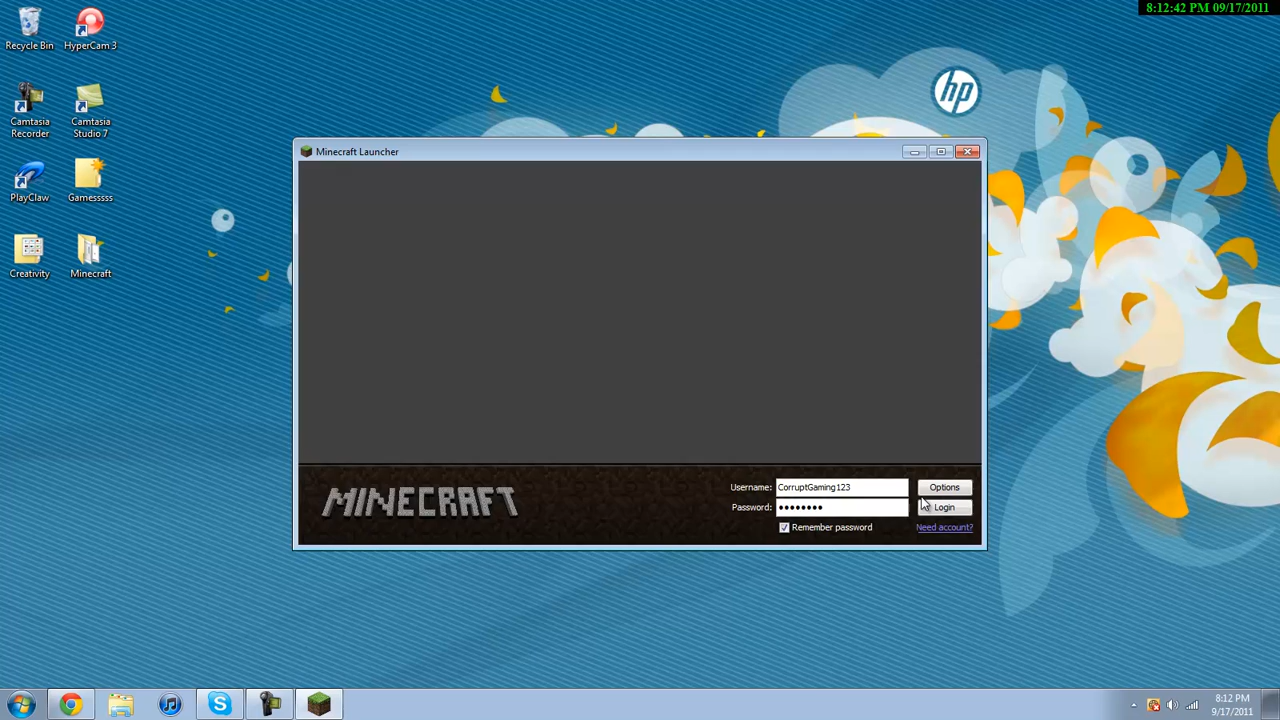 8:12:42 PM 09/17/2011
Recycle Bin
HyperCam 3
hp
Camtasia Recorder
Camtasia Studio 7
PlayClaw
Gamesssss
Creativity
Minecraft
Minecraft Launcher
MINECRAFT
Username: CorruptGaming123
Options
Password: ••••••••
Login
Remember password
Need account?
8:12 PM
9/17/2011